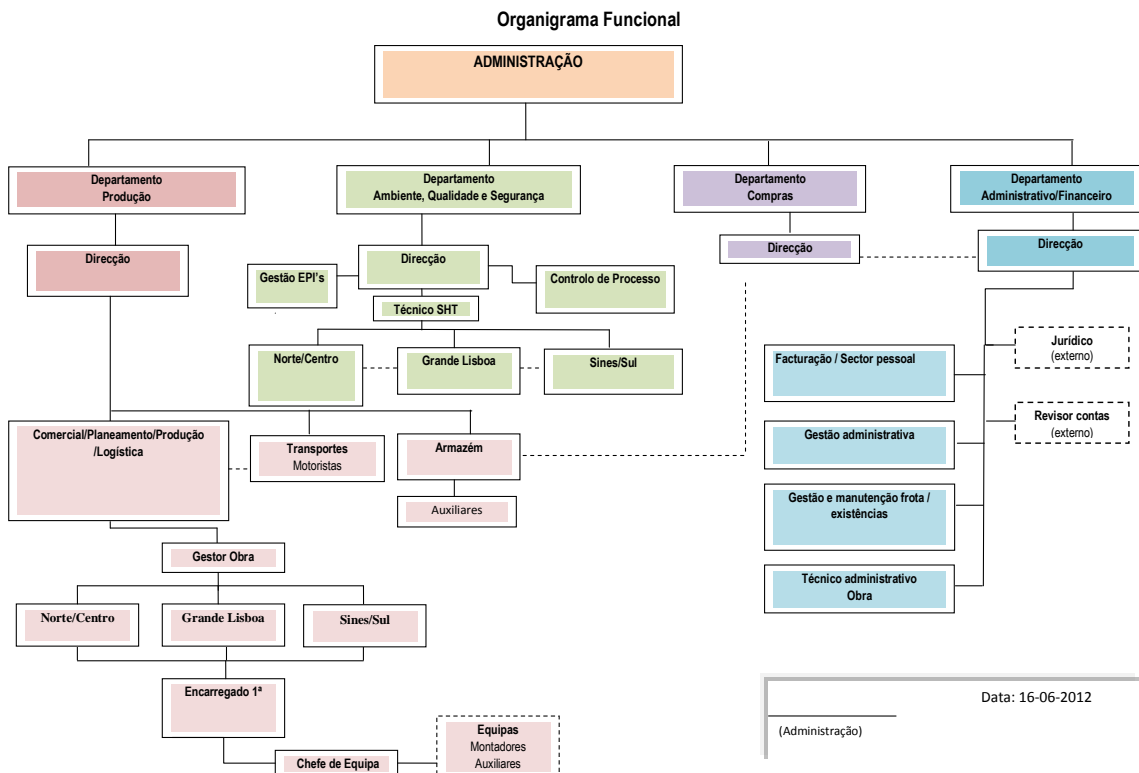 Organigrama Funcional
ADMINISTRAÇÃO
Departamento
Produção
Departamento
Ambiente, Qualidade e Segurança
Departamento
Compras
Departamento
Administrativo/Financeiro
Direcção
Direcção
Direcção
Direcção
Gestão EPI's
Controlo de Processo
Técnico SHT
Norte/Centro
Grande Lisboa
Sines/Sul
Jurídico
(externo)
Facturação / Sector pessoal
Comercial/Planeamento/Produção
/Logística
Transportes
Motoristas
Armazém
Revisor contas
(externo)
Gestão administrativa
Auxiliares
Gestão e manutenção frota /
existências
Gestor Obra
Técnico administrativo
Obra
Norte/Centro
Grande Lisboa
Sines/Sul
Encarregado 1ª
Data: 16-06-2012
(Administração)
Equipas
Montadores
Auxiliares
Chefe de Equipa